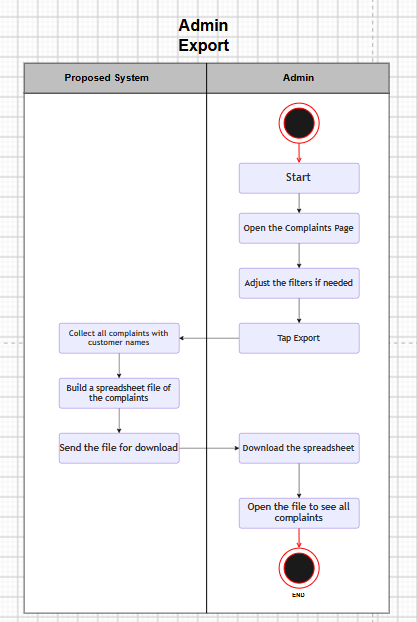 Admin
Export
Proposed System
Admin
Start
Open the Complaints Page
Adjust the filters if needed
Collect all complaints with
customer names
Tap Export
Build a spreadsheet file of
the complaints
Send the file for download
Download the spreadsheet
Open the file to see all
complaints
END